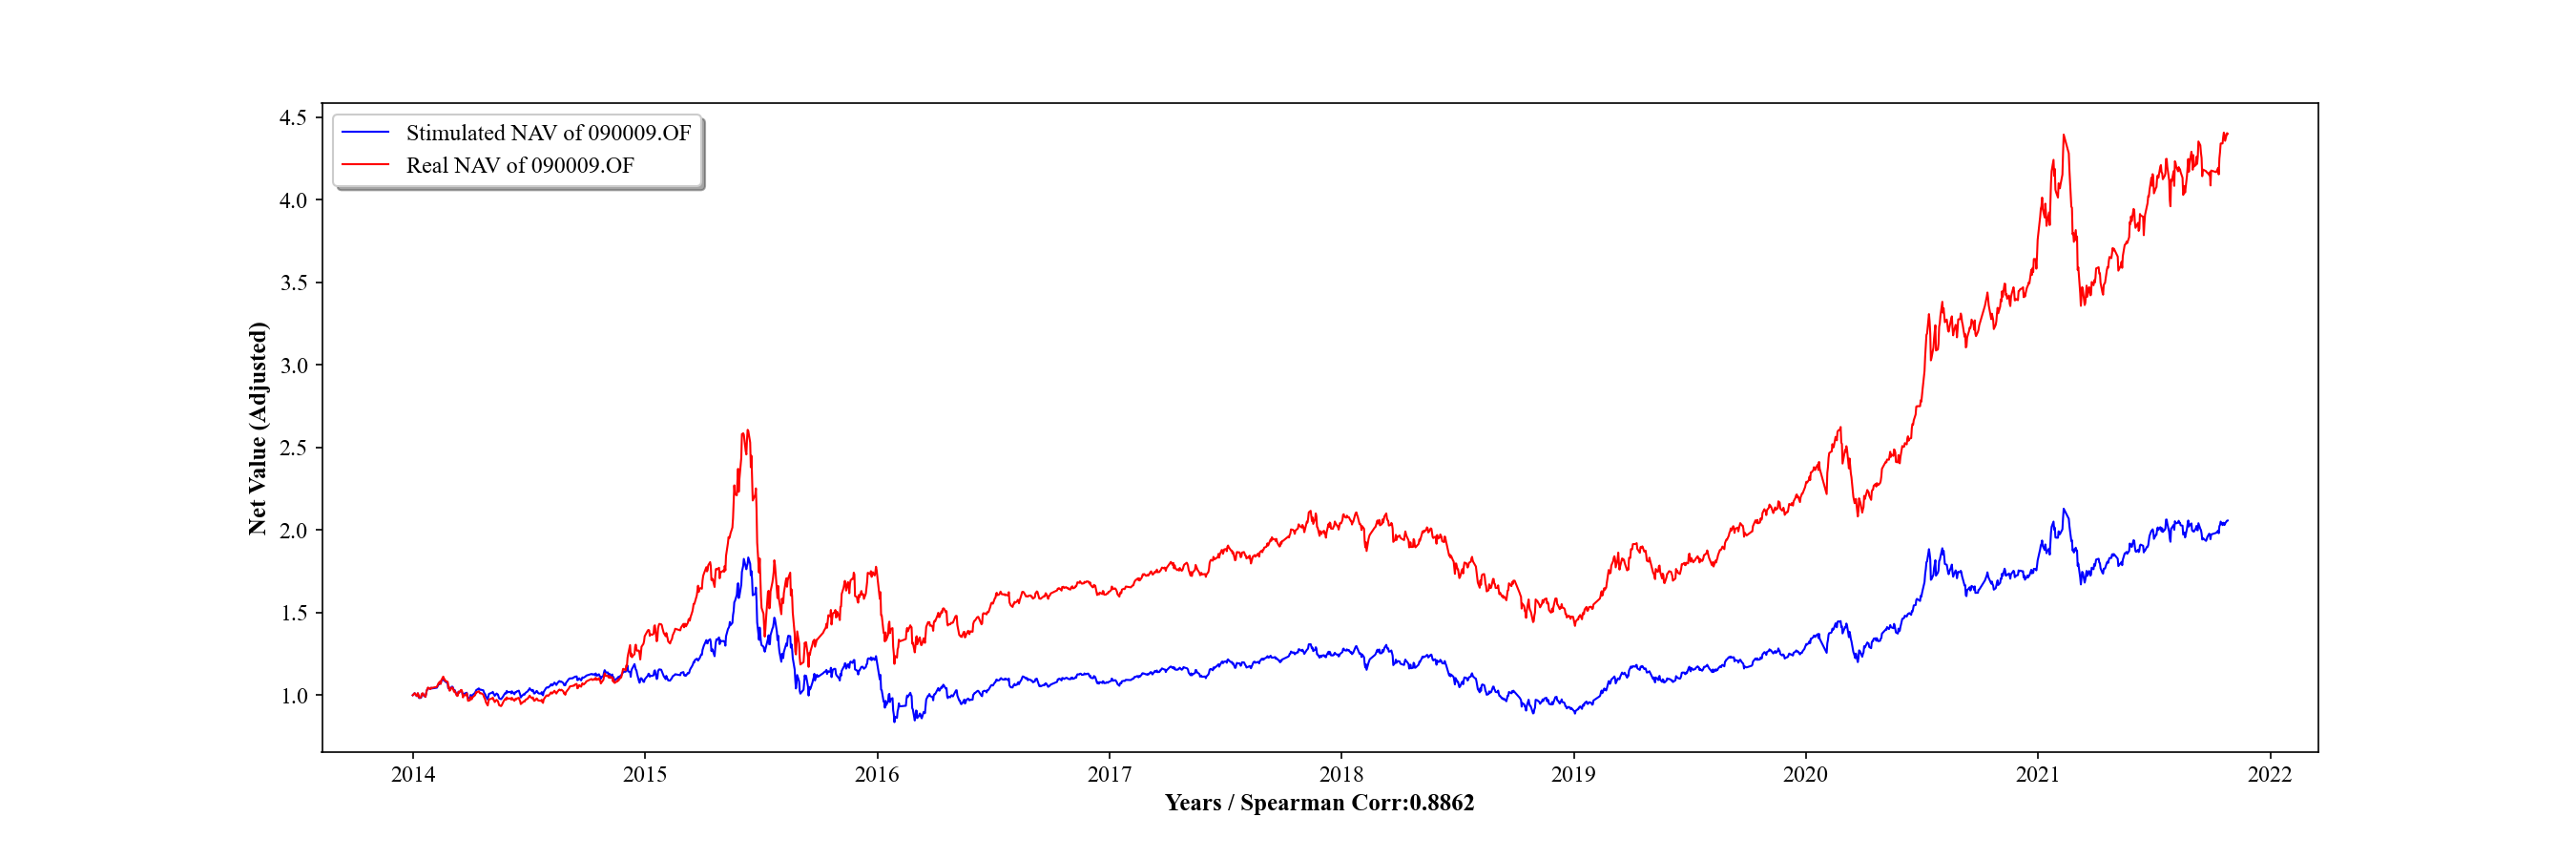 Stimulated NAV of 090009.OF
Real NAV of 090009.OF
4.5
4.0
3.5
3.0
2.5
2.0
1.5
1.0
Net Value (Adjusted)
2014 2015 2016 2017 2018 2019 2020 2021 2022
Years / Spearman Corr:0.8862